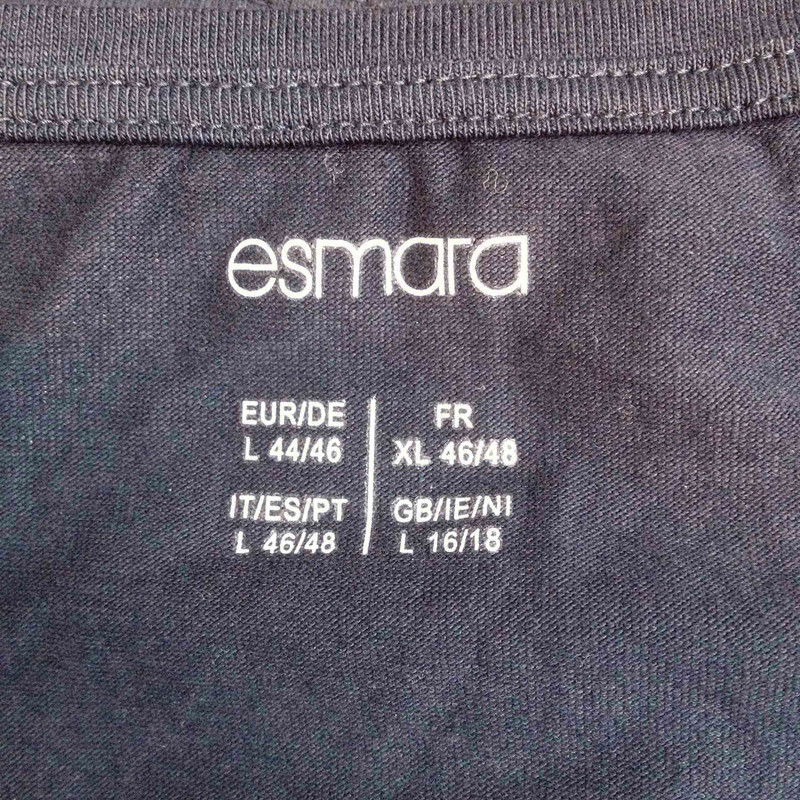 esmara
EUR/DE
L 44/46
FR
XL 46/48
IT/ES/PT
L 46/48
GB/IE/NI
L 16/18